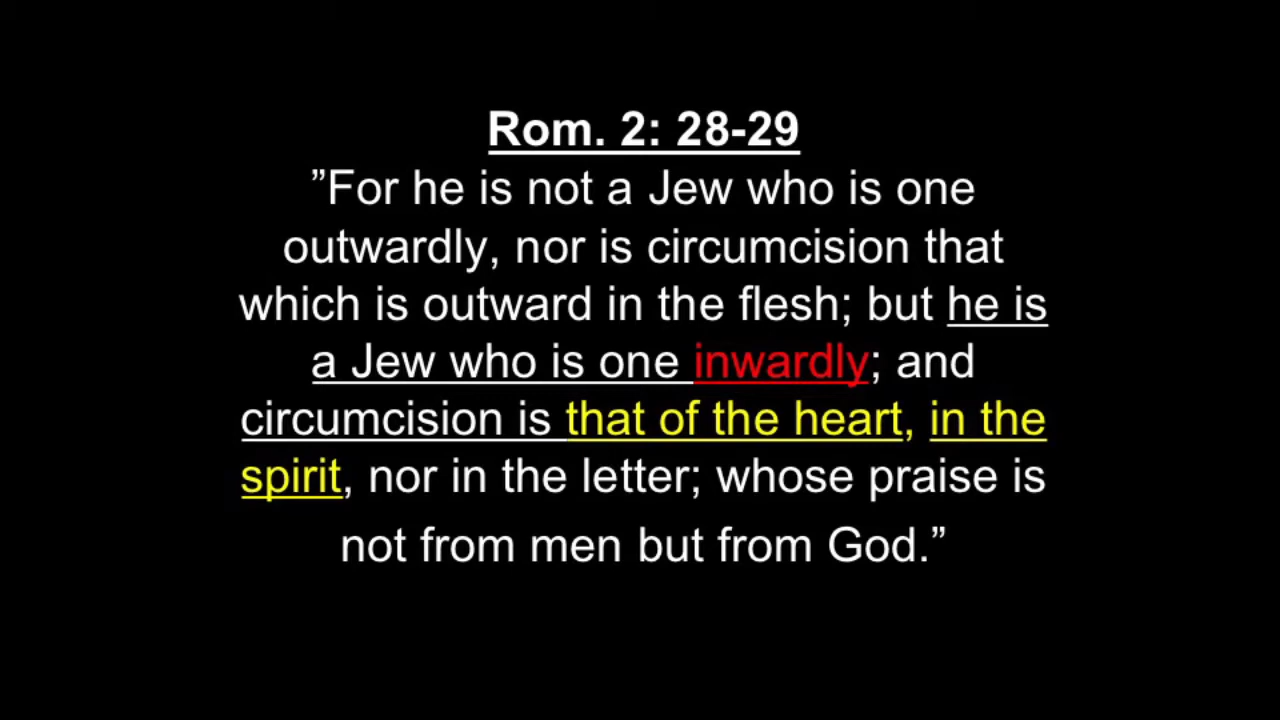 Rom. 2: 28-29
”For he is not a Jew who is one
outwardly, nor is circumcision that
which is outward in the flesh; but he is
a Jew who is one inwardly; and
circumcision is that of the heart, in the
spirit, nor in the letter; whose praise is
not from men but from God.”